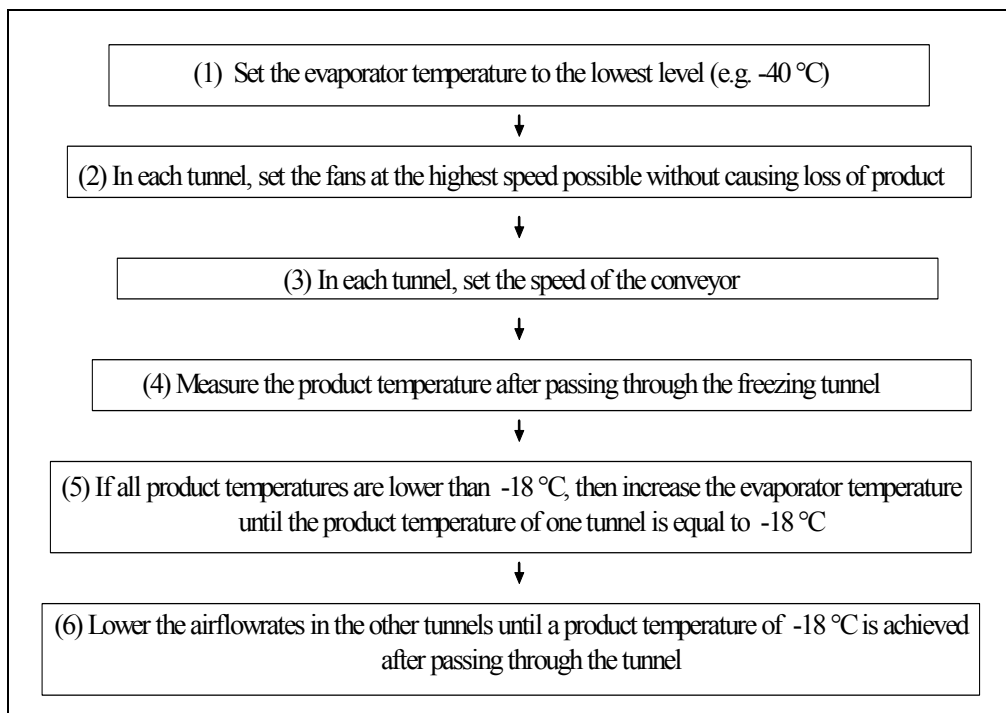 (1) Set the evaporator temperature to the lowest level (e.g. -40 °C)
(2) In each tunnel, set the fans at the highest speed possible without causing loss of product
(3) In each tunnel, set the speed of the conveyor
(4) Measure the product temperature after passing through the freezing tunnel
(5) If all product temperatures are lower than -18 °C, then increase the evaporator temperature
until the product temperature of one tunnel is equal to -18 °C
(6) Lower the airflowrates in the other tunnels until a product temperature of -18 °C is achieved
after passing through the tunnel